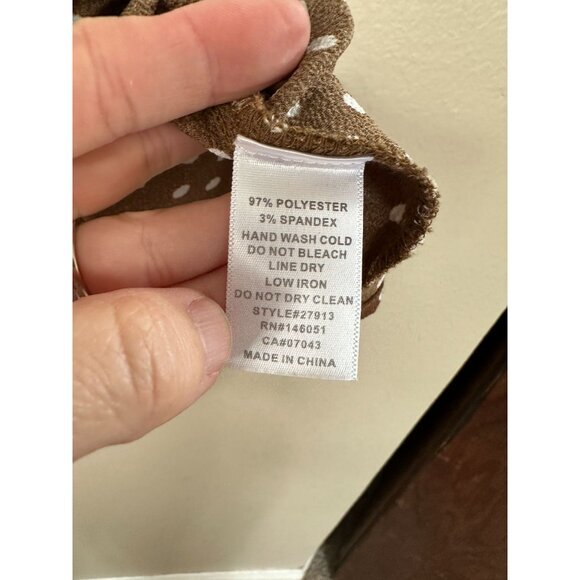 97% POLYESTER
3% SPANDEX
HAND WASH COLD
DO NOT BLEACH
LINE DRY
LOW IRON
DO NOT DRY CLEAN
STYLE#27913
RN#146051
CA#07043
MADE IN CHINA